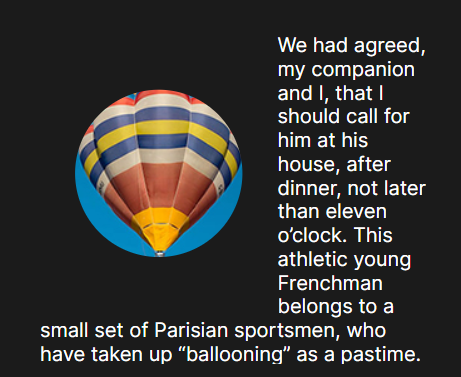 We had agreed,
my companion
and I, that I
should call for
him at his
house, after
dinner, not later
than eleven
o’clock. This
athletic young
Frenchman
belongs to a
small set of Parisian sportsmen, who
have taken up “ballooning” as a pastime.